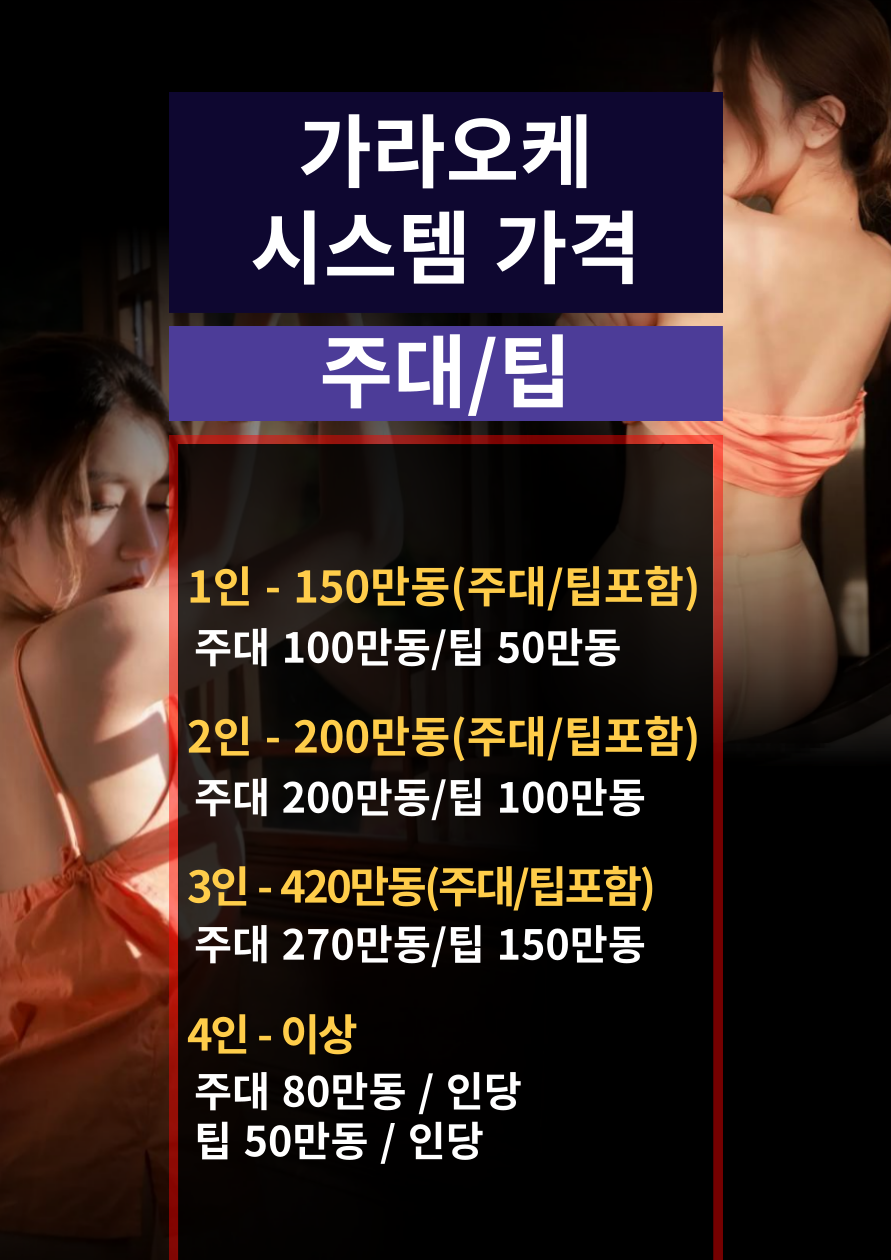 가라오케
시스템 가격
주대/팁
1인 - 150만동(주대/팁포함)
주대 100만동/팁 50만동
2인 - 200만동(주대/팁포함)
주대 200만동/팁 100만동
3인 - 420만동(주대/팁포함)
주대 270만동/팁 150만동
4인 - 이상
주대 80만동 / 인당
팁 50만동 / 인당